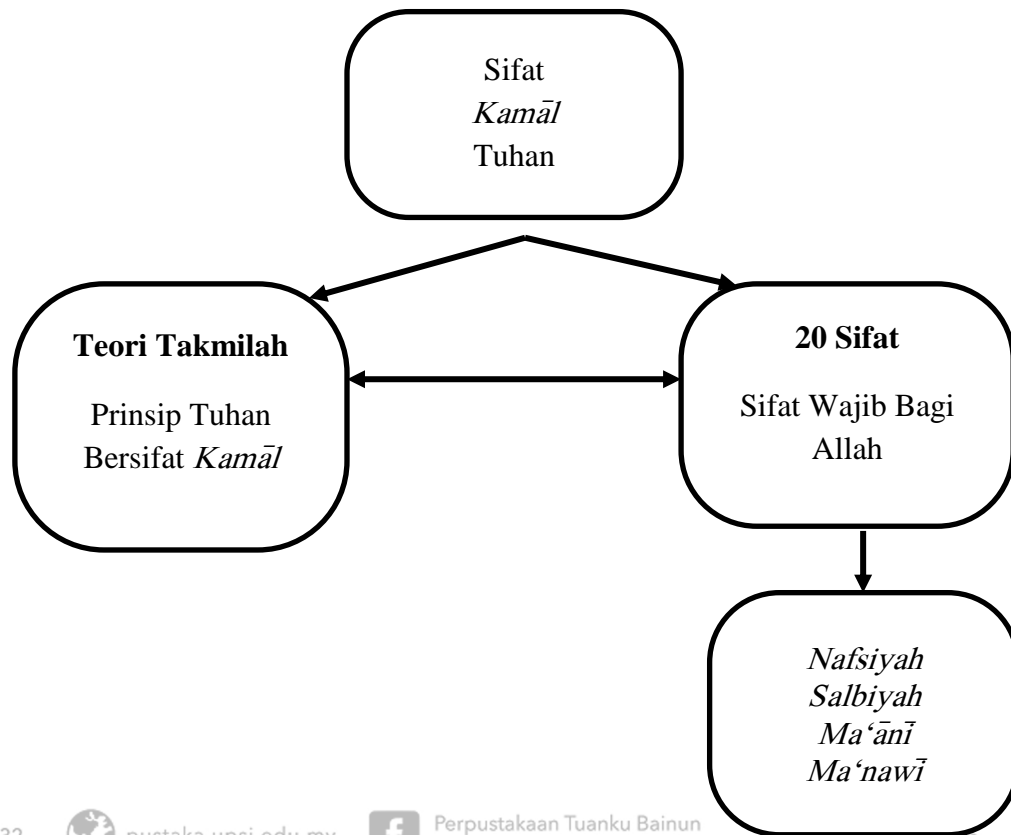 Sifat
Kamāl
Tuhan
Teori Takmilah
Prinsip Tuhan
Bersifat Kamāl
20 Sifat
Sifat Wajib Bagi
Allah
Nafsiyah
Salbiyah
Ma‘ānī
Ma‘nawī
32
pustaka.upsi.edu.my
f
Perpustakaan Tuanku Bainun